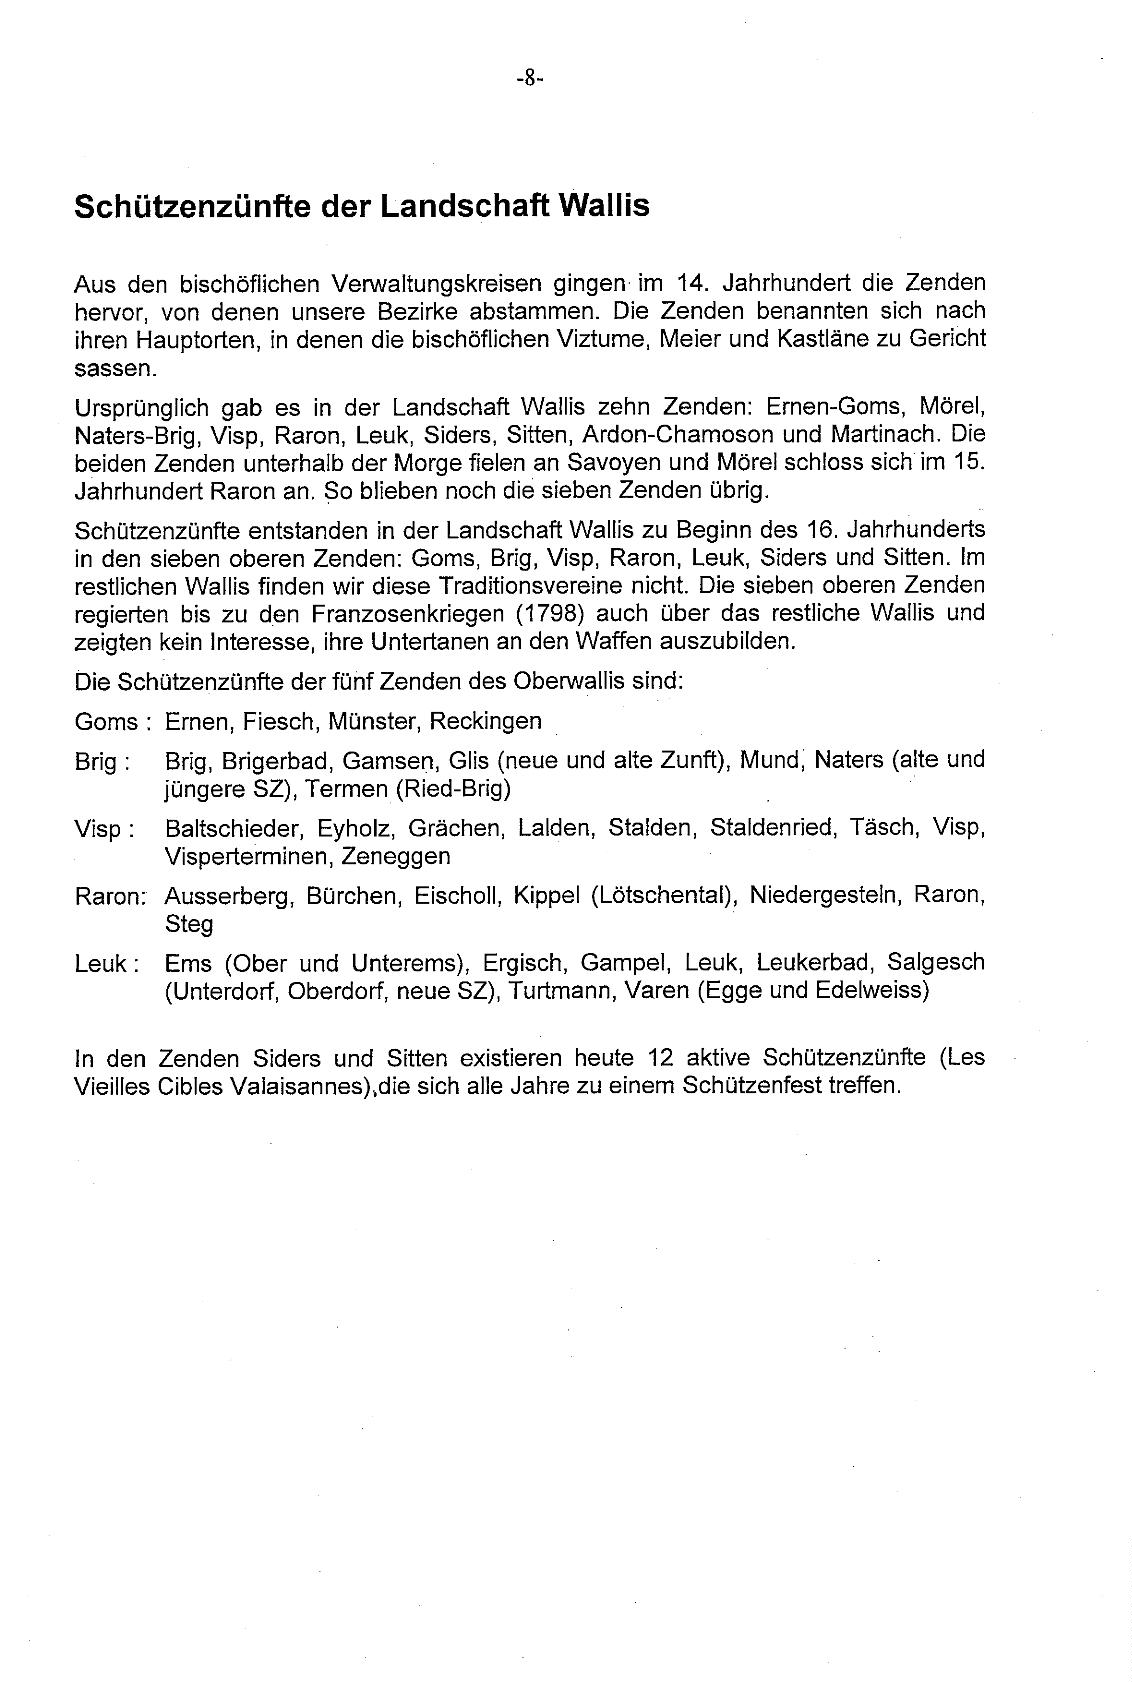 -8-
Schützenzünfte der Landschaft Wallis
Aus den bischöflichen Verwaltungskreisen gingen im 14. Jahrhundert die Zenden
hervor, von denen unsere Bezirke abstammen. Die Zenden benannten sich nach
ihren Hauptorten, in denen die bischöflichen Viztume, Meier und Kastläne zu Gericht
sassen.
Ursprünglich gab es in der Landschaft Wallis zehn Zenden: Ernen-Goms, Mörel,
Naters-Brig, Visp, Raron, Leuk, Siders, Sitten, Ardon-Chamoson und Martinach. Die
beiden Zenden unterhalb der Morge fielen an Savoyen und Mörel schloss sich im 15.
Jahrhundert Raron an. So blieben noch die sieben Zenden übrig.
Schützenzünfte entstanden in der Landschaft Wallis zu Beginn des 16. Jahrhunderts
in den sieben oberen Zenden: Goms, Brig, Visp, Raron, Leuk, Siders und Sitten. Im
restlichen Wallis finden wir diese Traditionsvereine nicht. Die sieben oberen Zenden
regierten bis zu den Franzosenkriegen (1798) auch über das restliche Wallis und
zeigten kein Interesse, ihre Untertanen an den Waffen auszubilden.
Die Schützenzünfte der fünf Zenden des Oberwallis sind:
Goms : Ernen, Fiesch, Münster, Reckingen
Brig : Brig, Brigerbad, Gamsen, Glis (neue und alte Zunft), Mund, Naters (alte und
jüngere SZ), Termen (Ried-Brig)
Visp : Baltschieder, Eyholz, Grächen, Lalden, Stalden, Staldenried, Täsch, Visp,
Visperterminen, Zeneggen
Raron: Ausserberg, Bürchen, Eischoll, Kippel (Lötschental), Niedergesteln, Raron,
Steg
Leuk : Ems (Ober und Unterems), Ergisch, Gampel, Leuk, Leukerbad, Salgesch
(Unterdorf, Oberdorf, neue SZ), Turtmann, Varen (Egge und Edelweiss)
In den Zenden Siders und Sitten existieren heute 12 aktive Schützenzünfte (Les
Vieilles Cibles Valaisannes),die sich alle Jahre zu einem Schützenfest treffen.